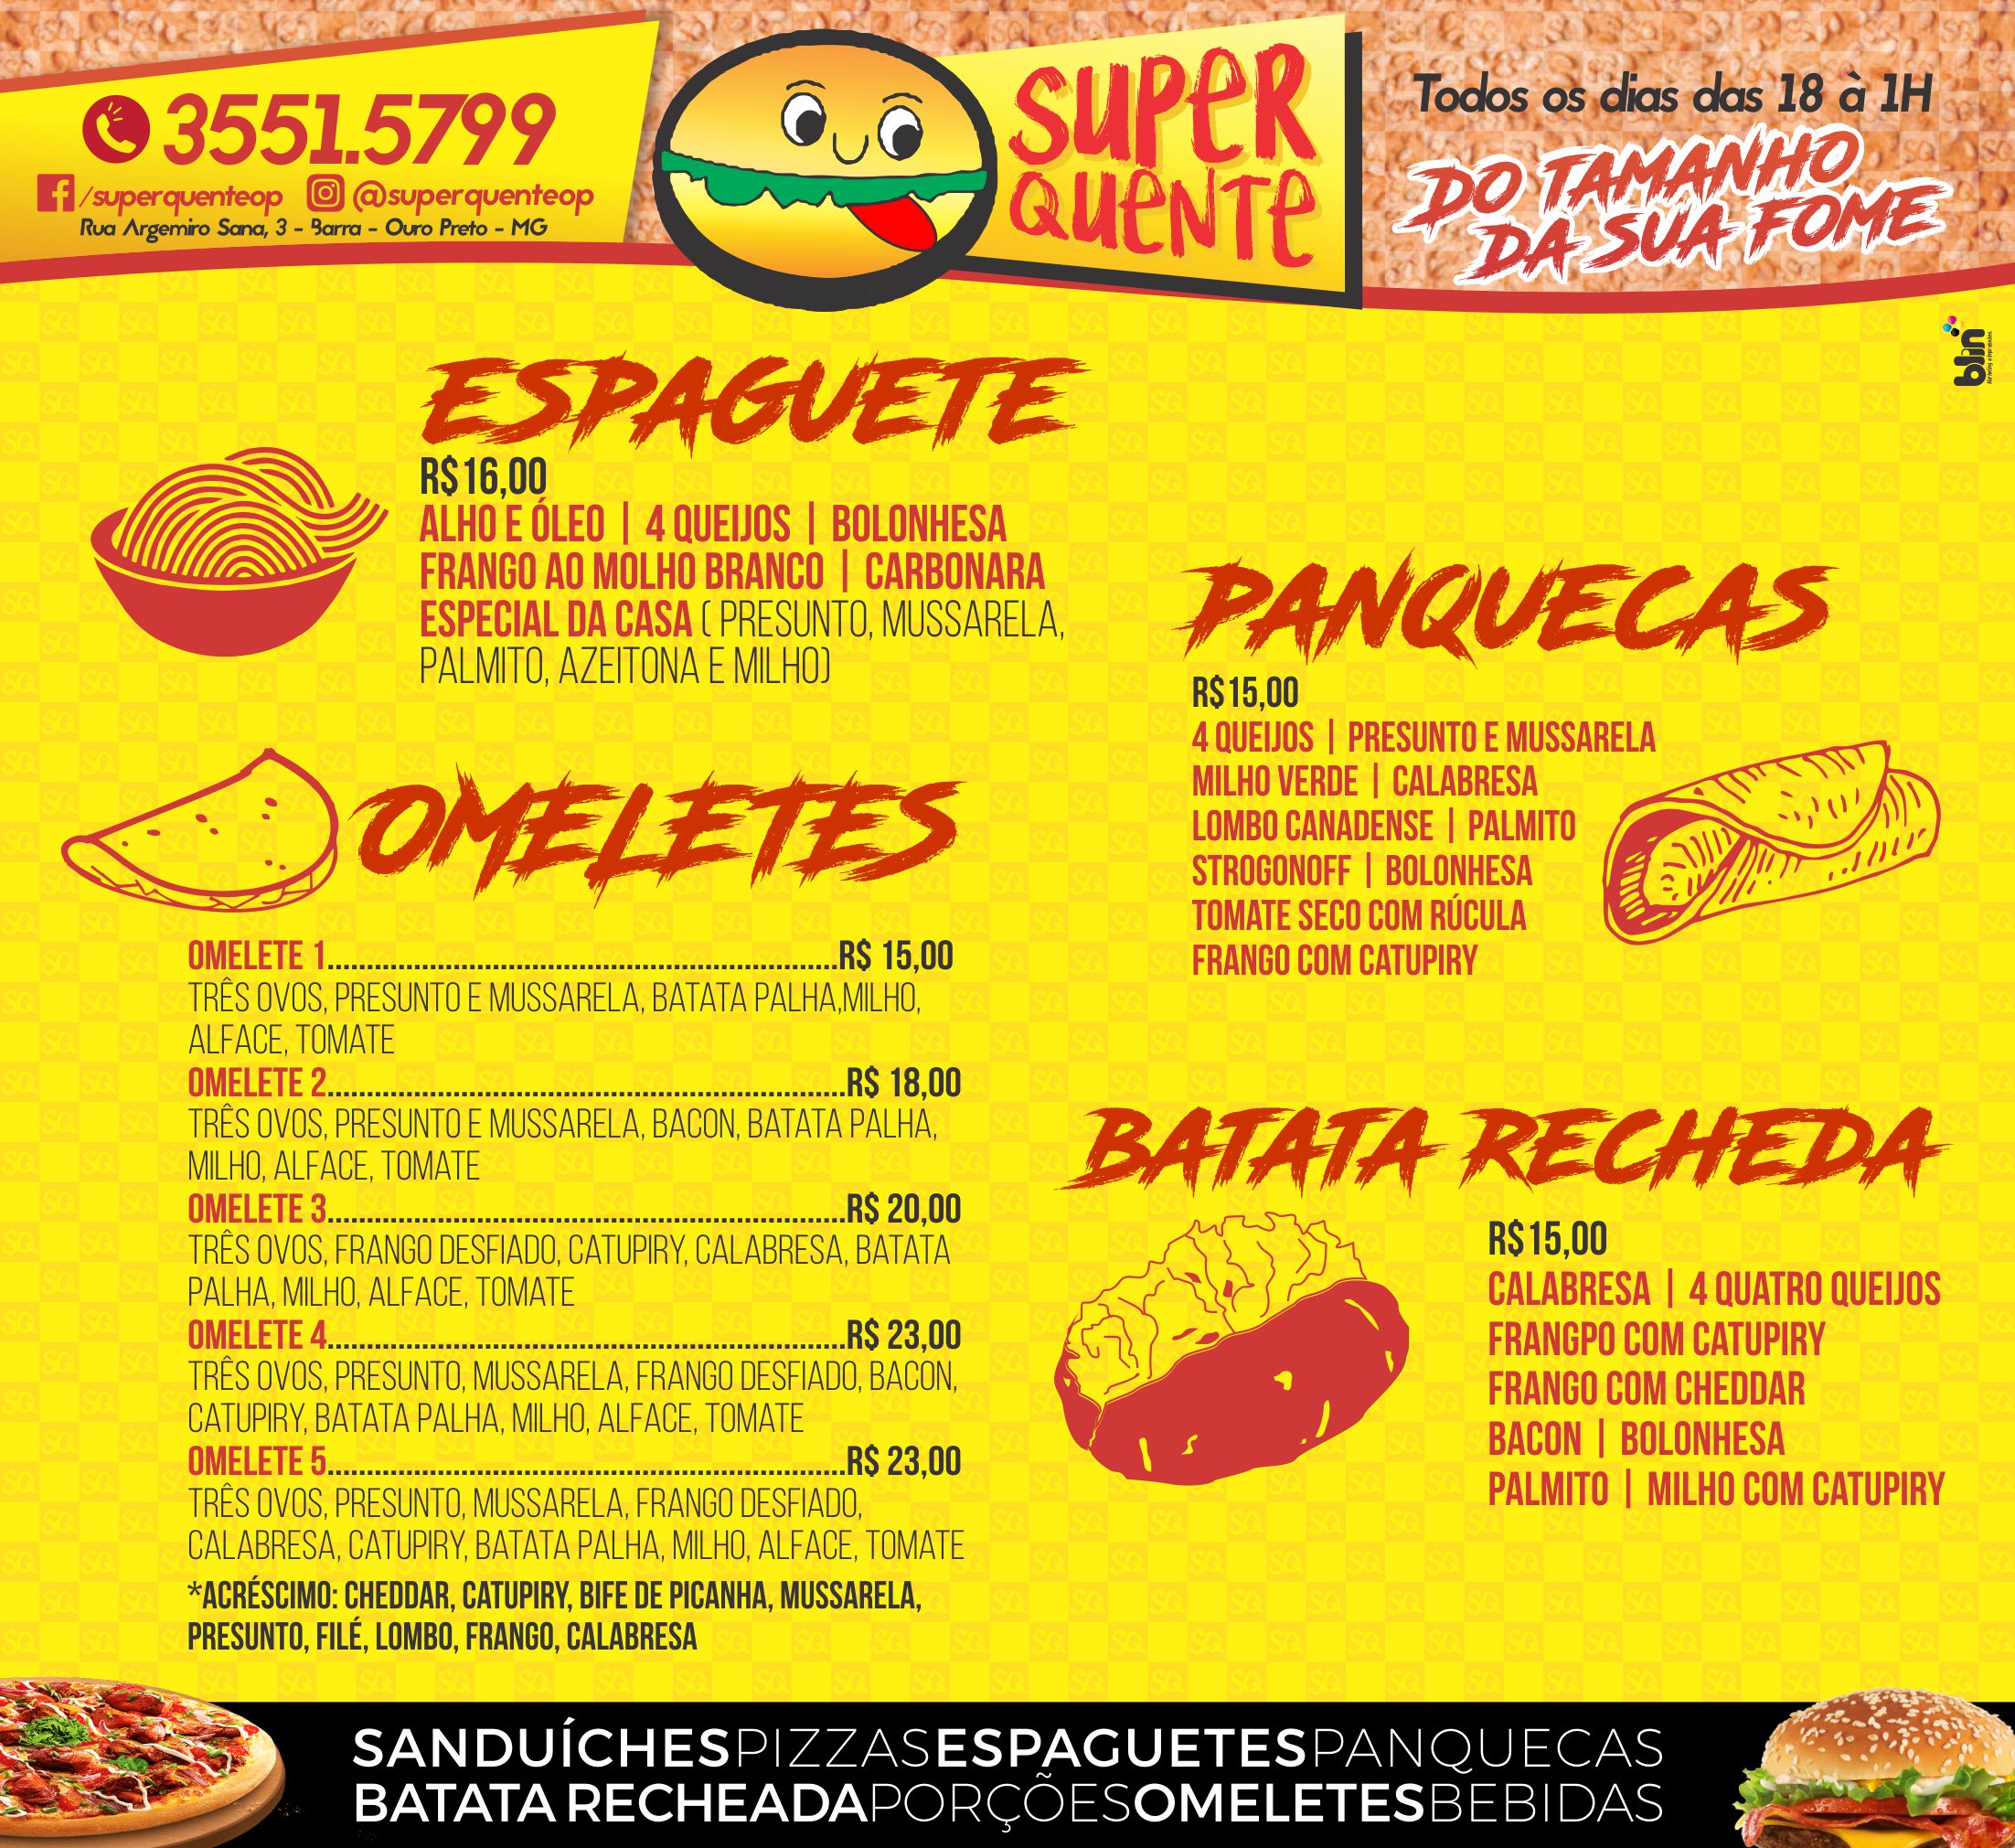 3551.5799
/superquenteop @superquenteop
Rua Argemiro Sana, 3 - Barra - Ouro Preto - MG
SUPER
QUENTE
Todos os dias das 18 à 1H
DO TAMANHO
DA SUA FOME
blin
ESPAGUETE
R$16,00
ALHO E ÓLEO | 4 QUEIJOS | BOLONHESA
FRANGO AO MOLHO BRANCO | CARBONARA
ESPECIAL DA CASA ( PRESUNTO, MUSSARELA,
PALMITO, AZEITONA E MILHO)
OMELETES
OMELETE 1..................................................................R$ 15,00
TRÊS OVOS, PRESUNTO E MUSSARELA, BATATA PALHA,MILHO,
ALFACE, TOMATE
OMELETE 2...................................................................R$ 18,00
TRÊS OVOS, PRESUNTO E MUSSARELA, BACON, BATATA PALHA,
MILHO, ALFACE, TOMATE
OMELETE 3...................................................................R$ 20,00
TRÊS OVOS, FRANGO DESFIADO, CATUPIRY, CALABRESA, BATATA
PALHA, MILHO, ALFACE, TOMATE
OMELETE 4...................................................................R$ 23,00
TRÊS OVOS, PRESUNTO, MUSSARELA, FRANGO DESFIADO, BACON,
CATUPIRY, BATATA PALHA, MILHO, ALFACE, TOMATE
OMELETE 5...................................................................R$ 23,00
TRÊS OVOS, PRESUNTO, MUSSARELA, FRANGO DESFIADO,
CALABRESA, CATUPIRY, BATATA PALHA, MILHO, ALFACE, TOMATE
*ACRÉSCIMO: CHEDDAR, CATUPIRY, BIFE DE PICANHA, MUSSARELA,
PRESUNTO, FILÉ, LOMBO, FRANGO, CALABRESA
PANQUECAS
R$15,00
4 QUEIJOS | PRESUNTO E MUSSARELA
MILHO VERDE | CALABRESA
LOMBO CANADENSE | PALMITO
STROGONOFF | BOLONHESA
TOMATE SECO COM RÚCULA
FRANGO COM CATUPIRY
BATATA RECHEDA
R$15,00
CALABRESA | 4 QUATRO QUEIJOS
FRANGPO COM CATUPIRY
FRANGO COM CHEDDAR
BACON | BOLONHESA
PALMITO | MILHO COM CATUPIRY
SANDUÍCHESPIZZASESPAGUETESPANQUECAS
BATATA RECHEADAPORÇÕESOMELETESBEBIDAS